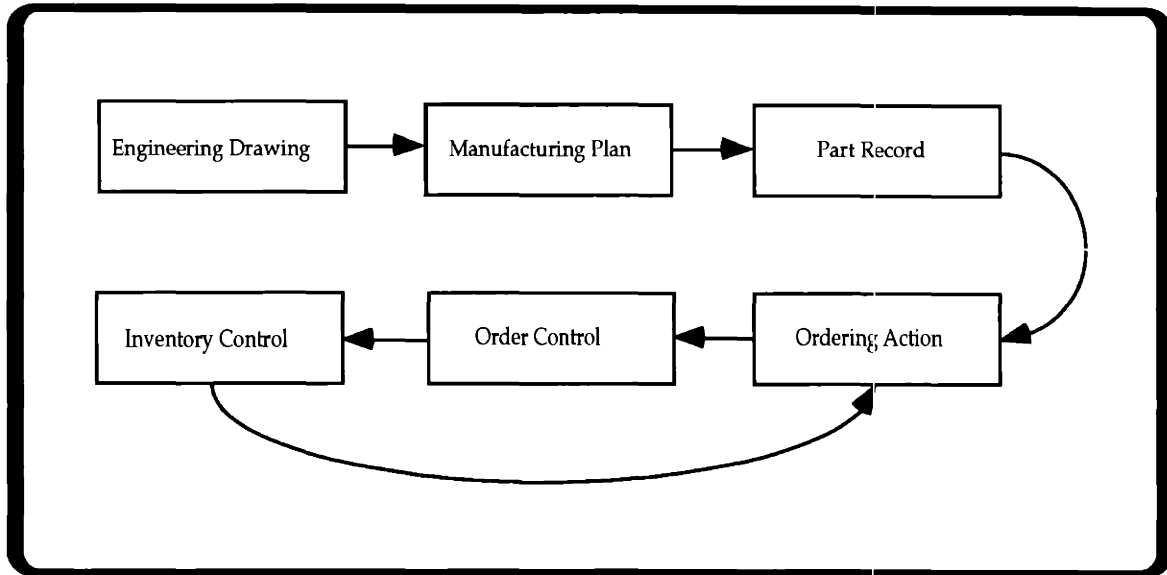 Engineering Drawing
Manufacturing Plan
Part Record
Inventory Control
Order Control
Ordering Action